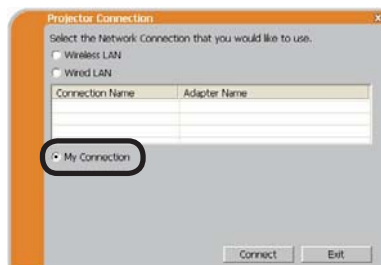 Projector Connection
Select the Network Connection that you would like to use.
Wireless LAN
Wired LAN
Connection Name Adapter Name
My Connection
Connect Exit